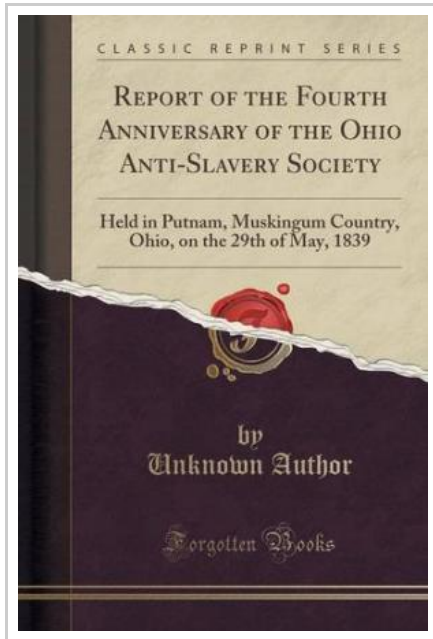 CLASSIC REPRINT SERIES
REPORT OF THE FOURTH
ANNIVERSARY OF THE OHIO
ANTI-SLAVERY SOCIETY
Held in Putnam, Muskingum Country,
Ohio, on the 29th of May, 1839
by
Unknown Author
Forgotten Books